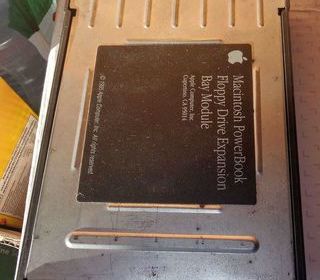 Macintosh PowerBook
Floppy Drive Expansion
Bay Module
Apple Computer, Inc.
Cupertino, CA 95014
© 1995 Apple Computer, Inc. All rights reserved.